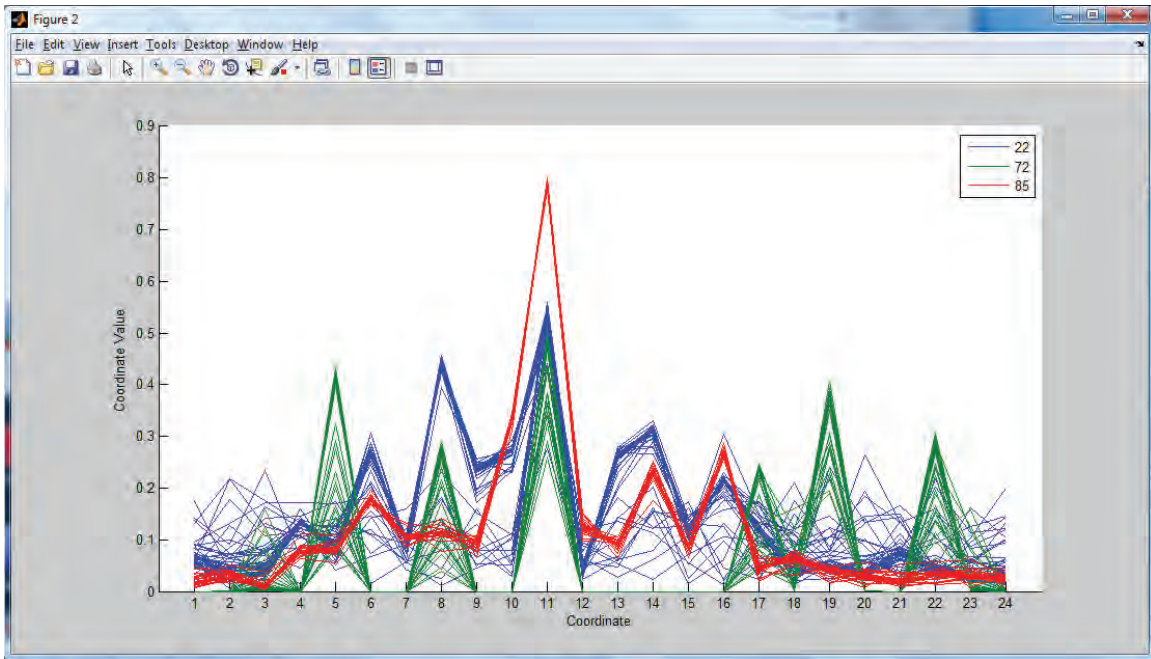 Figure 2
File Edit View Insert Tools Desktop Window Help
0.9
0.8
0.7
0.6
0.5
0.4
0.3
0.2
0.1
0
Coordinate Value
22
72
85
1 2 3 4 5 6 7 8 9 10 11 12 13 14 15 16 17 18 19 20 21 22 23 24
Coordinate